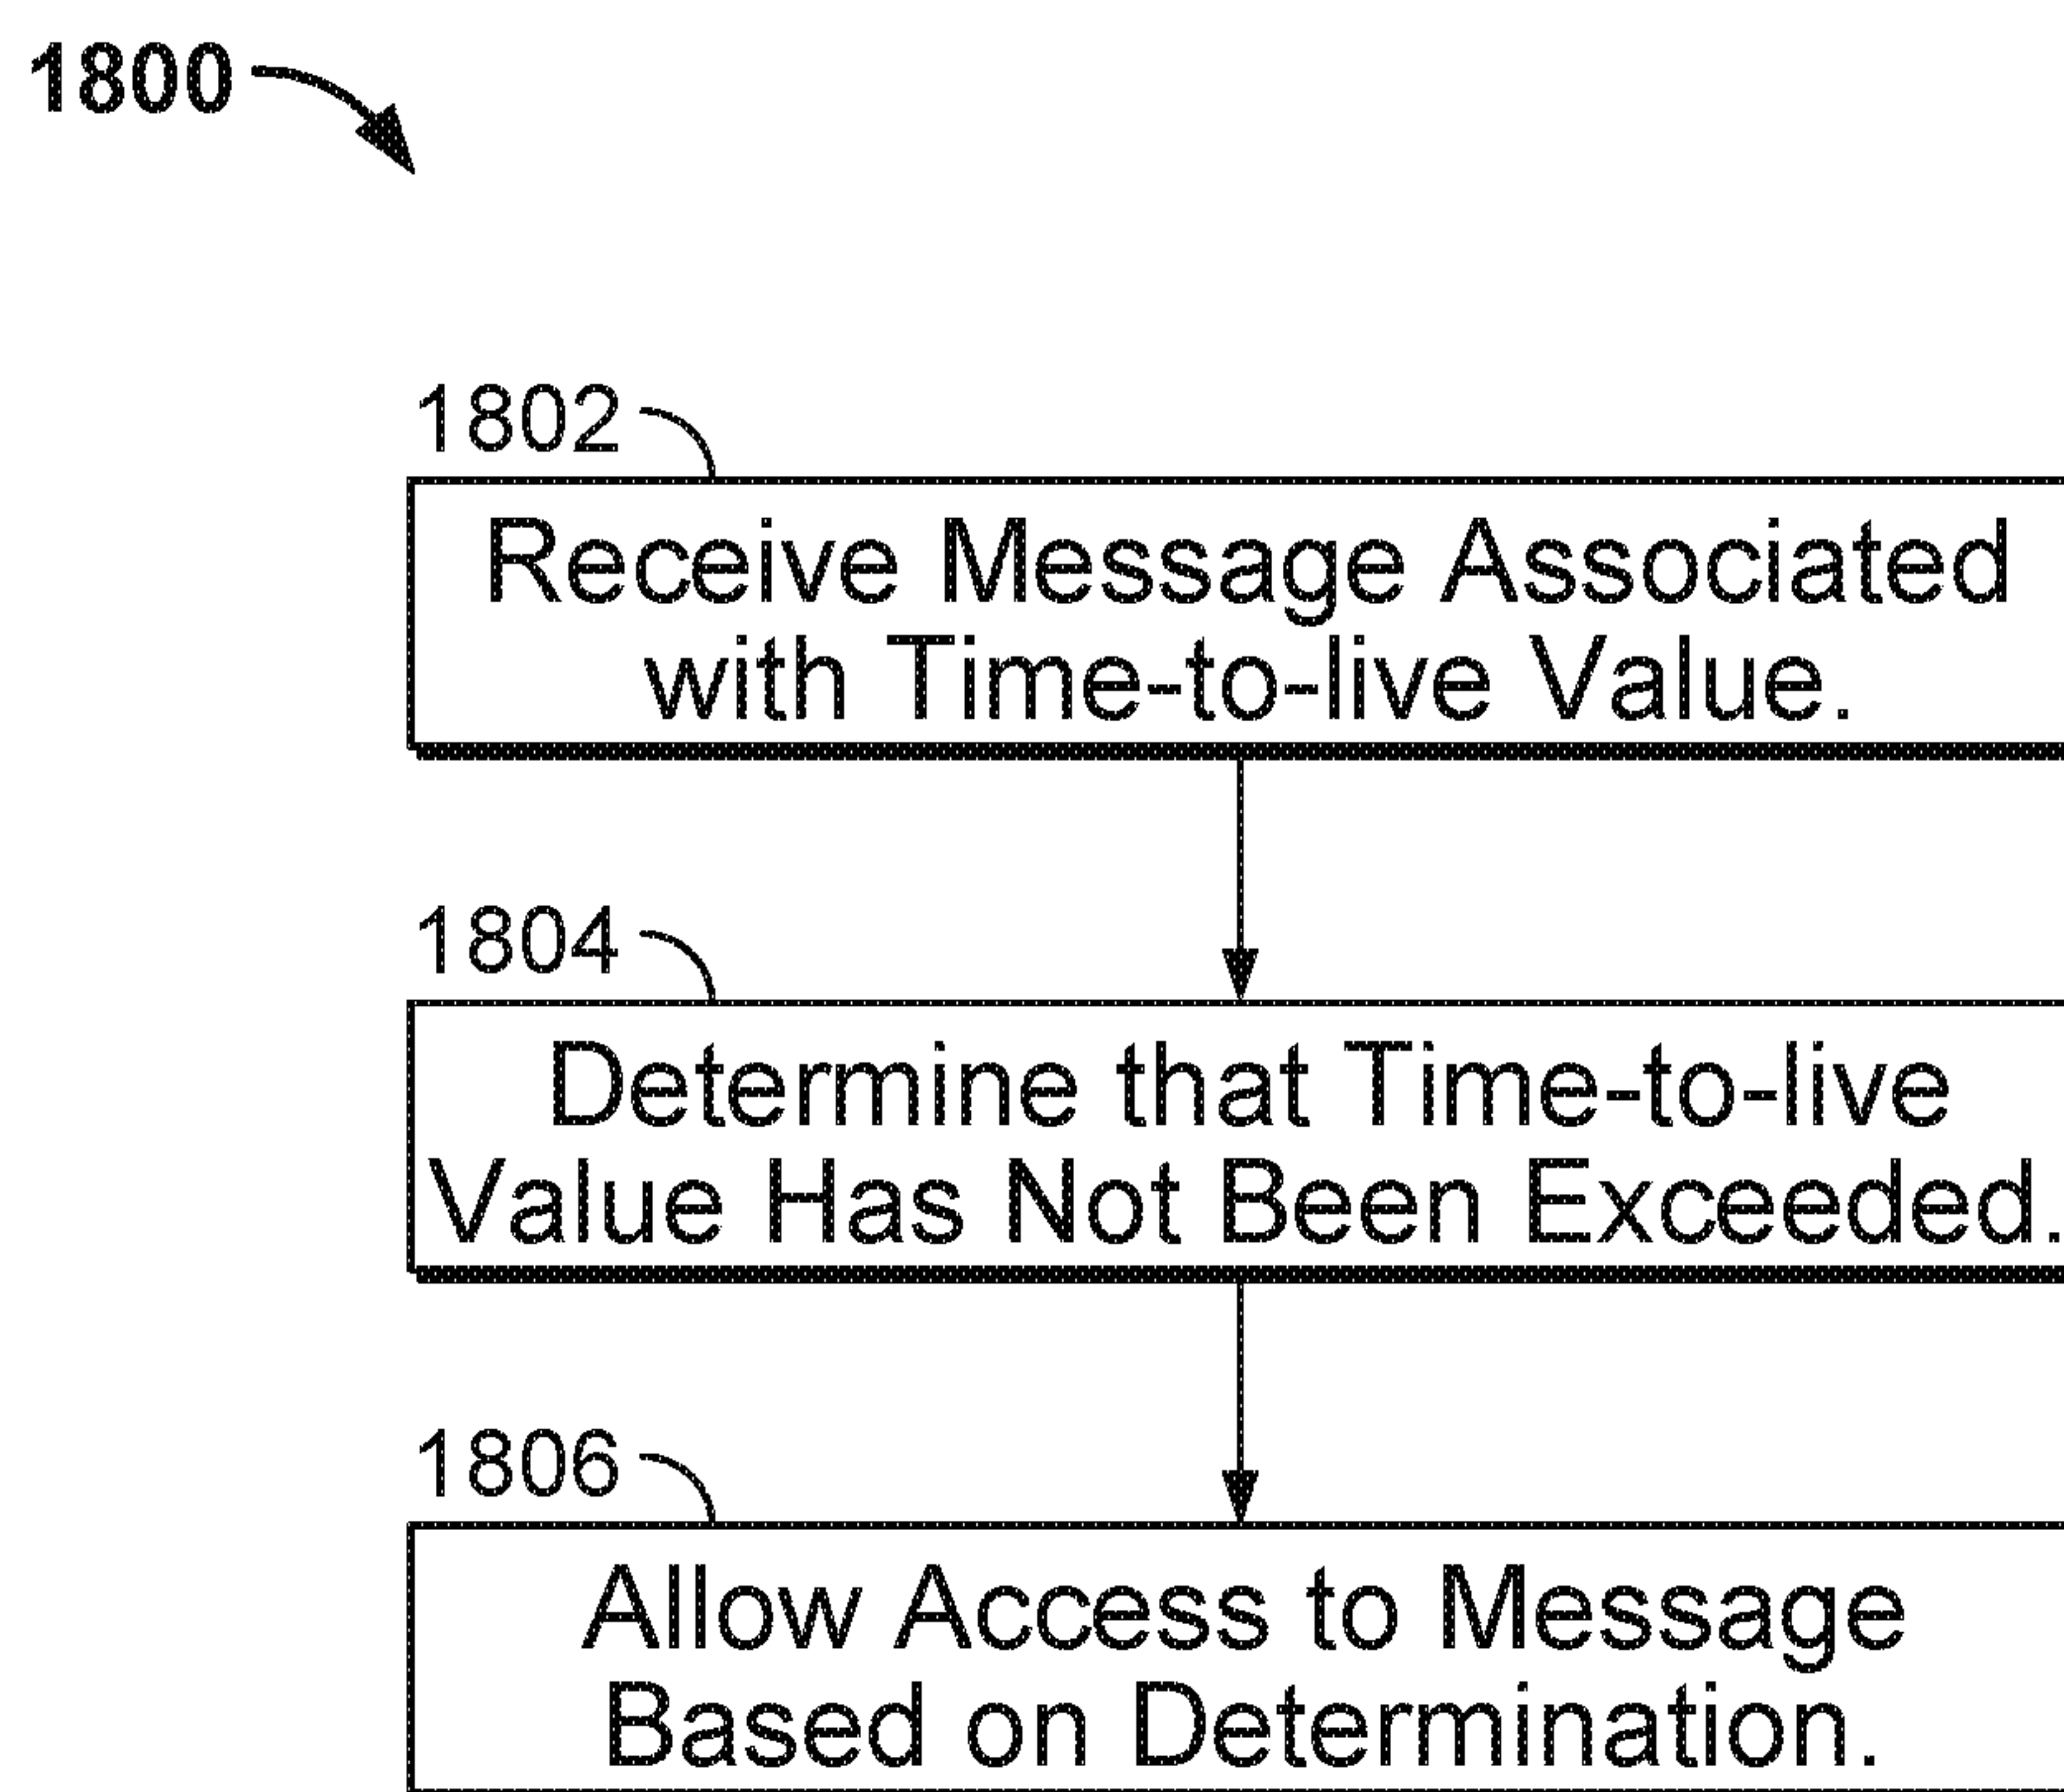 1800
1802
Receive Message Associated
with Time-to-live Value.
1804
Determine that Time-to-live
Value Has Not Been Exceeded.
1806
Allow Access to Message
Based on Determination.